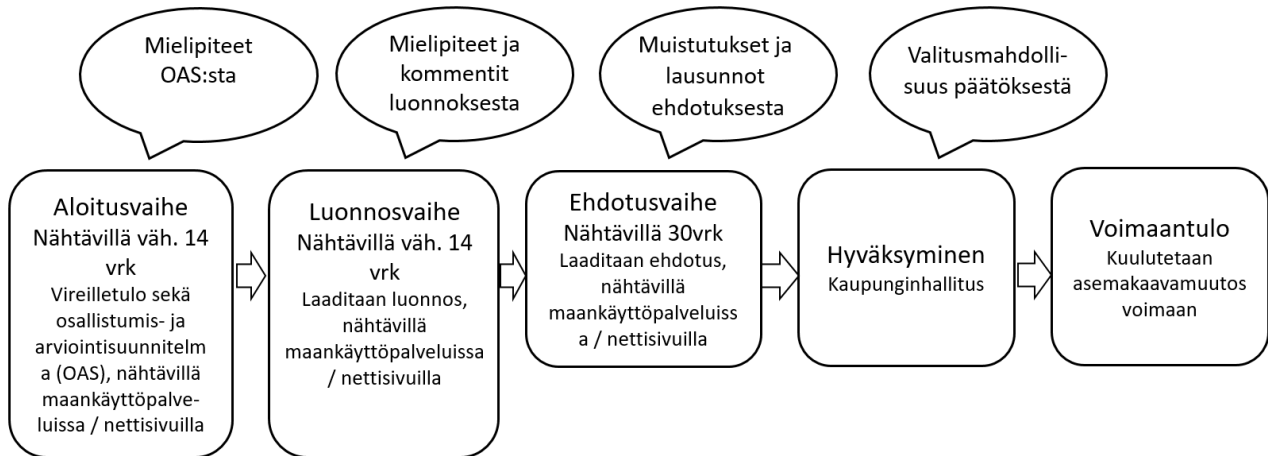 Mielipiteet
OAS:sta
Mielipiteet ja
kommentit
luonnoksesta
Muistutukset ja
lausunnot
ehdotuksesta
Valitusmahdolli-
suus päätöksestä
Aloitusvaihe
Nähtävillä väh. 14
vrk
Vireilletulo sekä
osallistumis- ja
arviointisuunnitelm
a (OAS), nähtävillä
maankäyttöpalve-
luissa / nettisivuilla
Luonnosvaihe
Nähtävillä väh. 14
vrk
Laaditaan luonnos,
nähtävillä
maankäyttöpalveluissa
/ nettisivuilla
Ehdotusvaihe
Nähtävillä 30vrk
Laaditaan ehdotus,
nähtävillä
maankäyttöpalveluiss
a / nettisivuilla
Hyväksyminen
Kaupunginhallitus
Voimaantulo
Kuulutetaan
asemakaavamuutos
voimaan